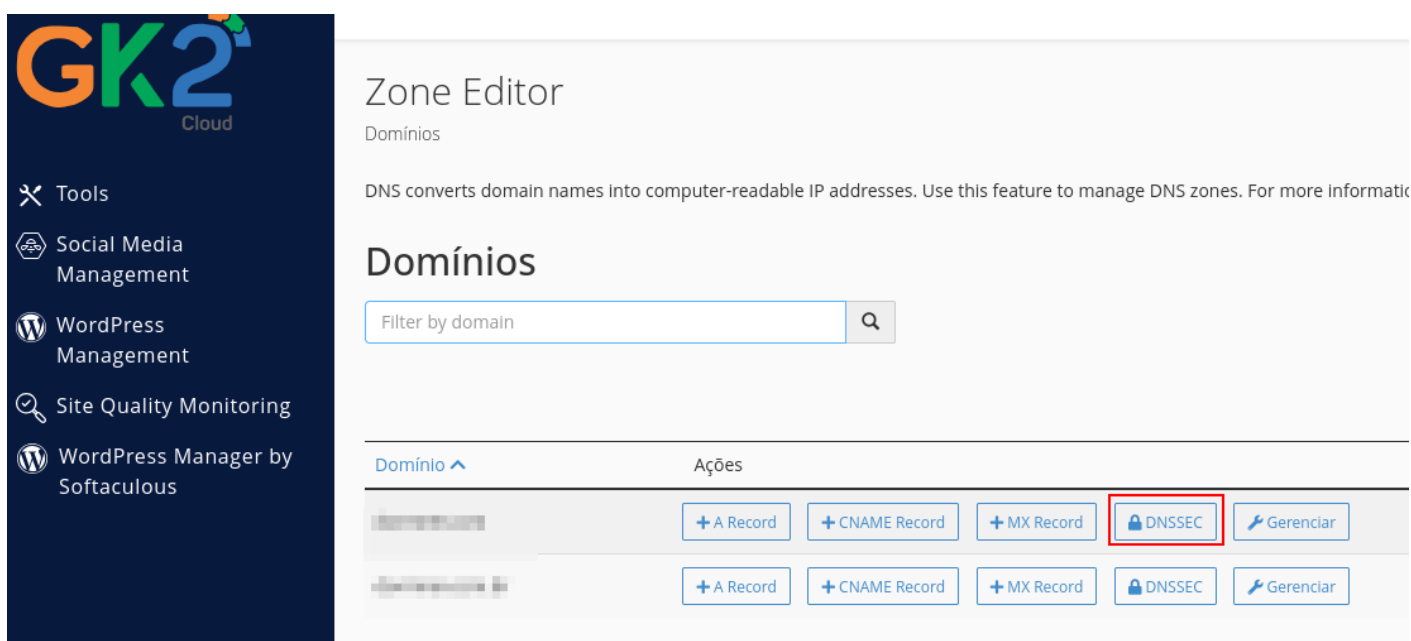 GK2
Cloud
Tools
Social Media
Management
WordPress
Management
Site Quality Monitoring
WordPress Manager by
Softaculous
Zone Editor
Domínios
DNS converts domain names into computer-readable IP addresses. Use this feature to manage DNS zones. For more
Domínios
Filter by domain
Domínio Ações
A Record CNAME Record MX Record DNSSEC Gerenciar
A Record CNAME Record MX Record DNSSEC Gerenciar